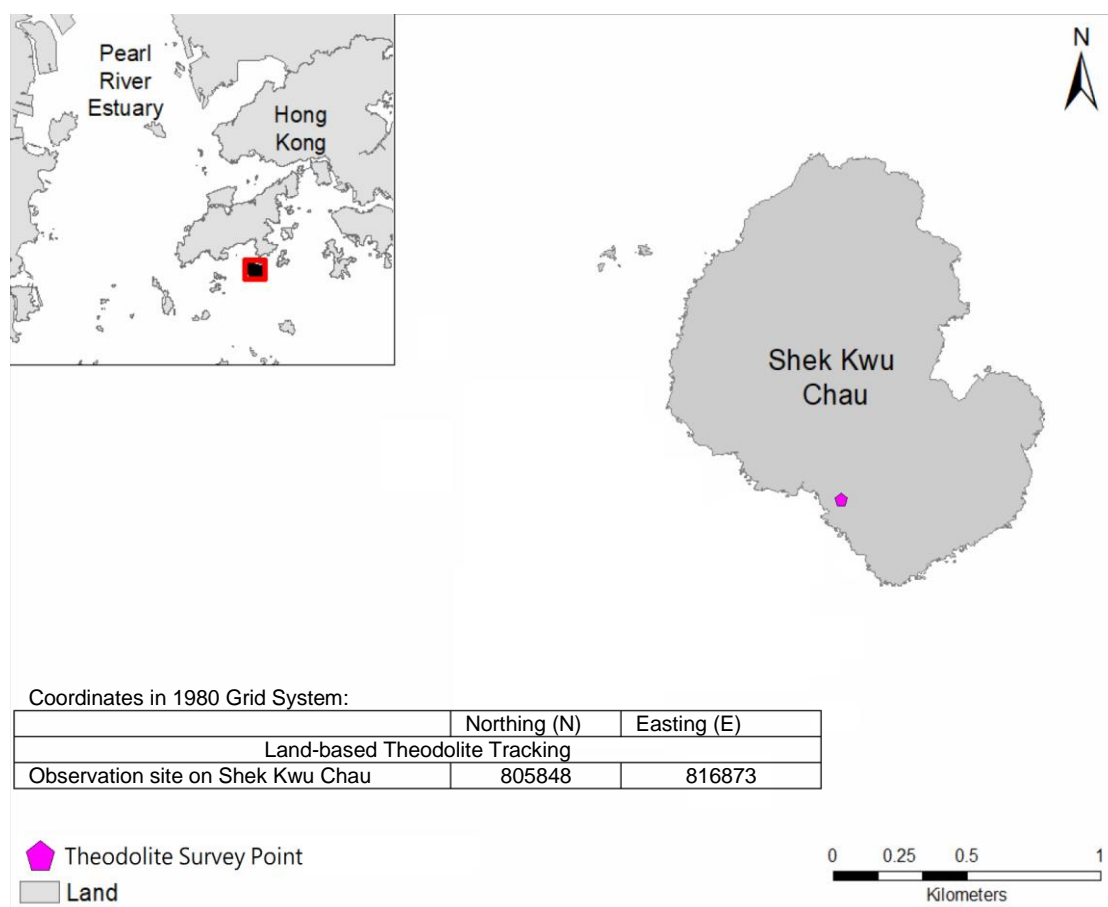 Pearl
River
Estuary
Hong
Kong
N
Shek Kwu
Chau
Coordinates in 1980 Grid System:
Northing (N) Easting (E)
Land-based Theodolite Tracking
Observation site on Shek Kwu Chau 805848 816873
Theodolite Survey Point
Land
0 0.25 0.5 1
Kilometers